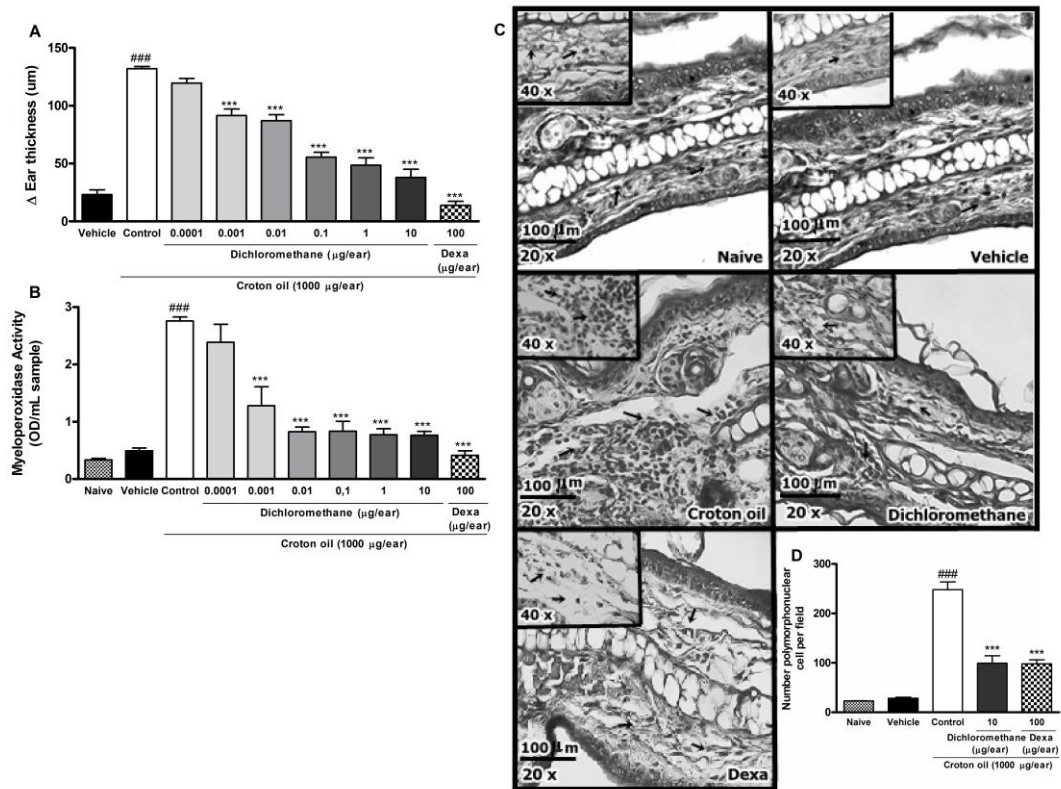 A
Δ Ear thickness (um)
150
100
50
0
###
***
***
***
***
***
***
Vehicle Control 0.0001 0.001 0.01 0.1 1 10 100
Dichloromethane (µg/ear) Dexa
(µg/ear)
Croton oil (1000 µg/ear)
B
Myeloperoxidase Activity
(OD/mL sample)
3
2
1
0
###
***
***
***
***
***
***
Naive Vehicle Control 0.0001 0.001 0.01 0,1 1 10 100
Dichloromethane (µg/ear) Dexa
(µg/ear)
Croton oil (1000 µg/ear)
C
40 x
100 µm
20 x
Naive
40 x
100 µm
20 x
Vehicle
40 x
100 µm
20 x
Croton oil
40 x
100 µm
20 x
Dichloromethane
40 x
100 µm
20 x
Dexa
D
Number polymorphonuclear
cell per field
300
200
100
0
###
***
***
Naive Vehicle Control 10 100
Dichloromethane Dexa
(µg/ear) (µg/ear)
Croton oil (1000 µg/ear)